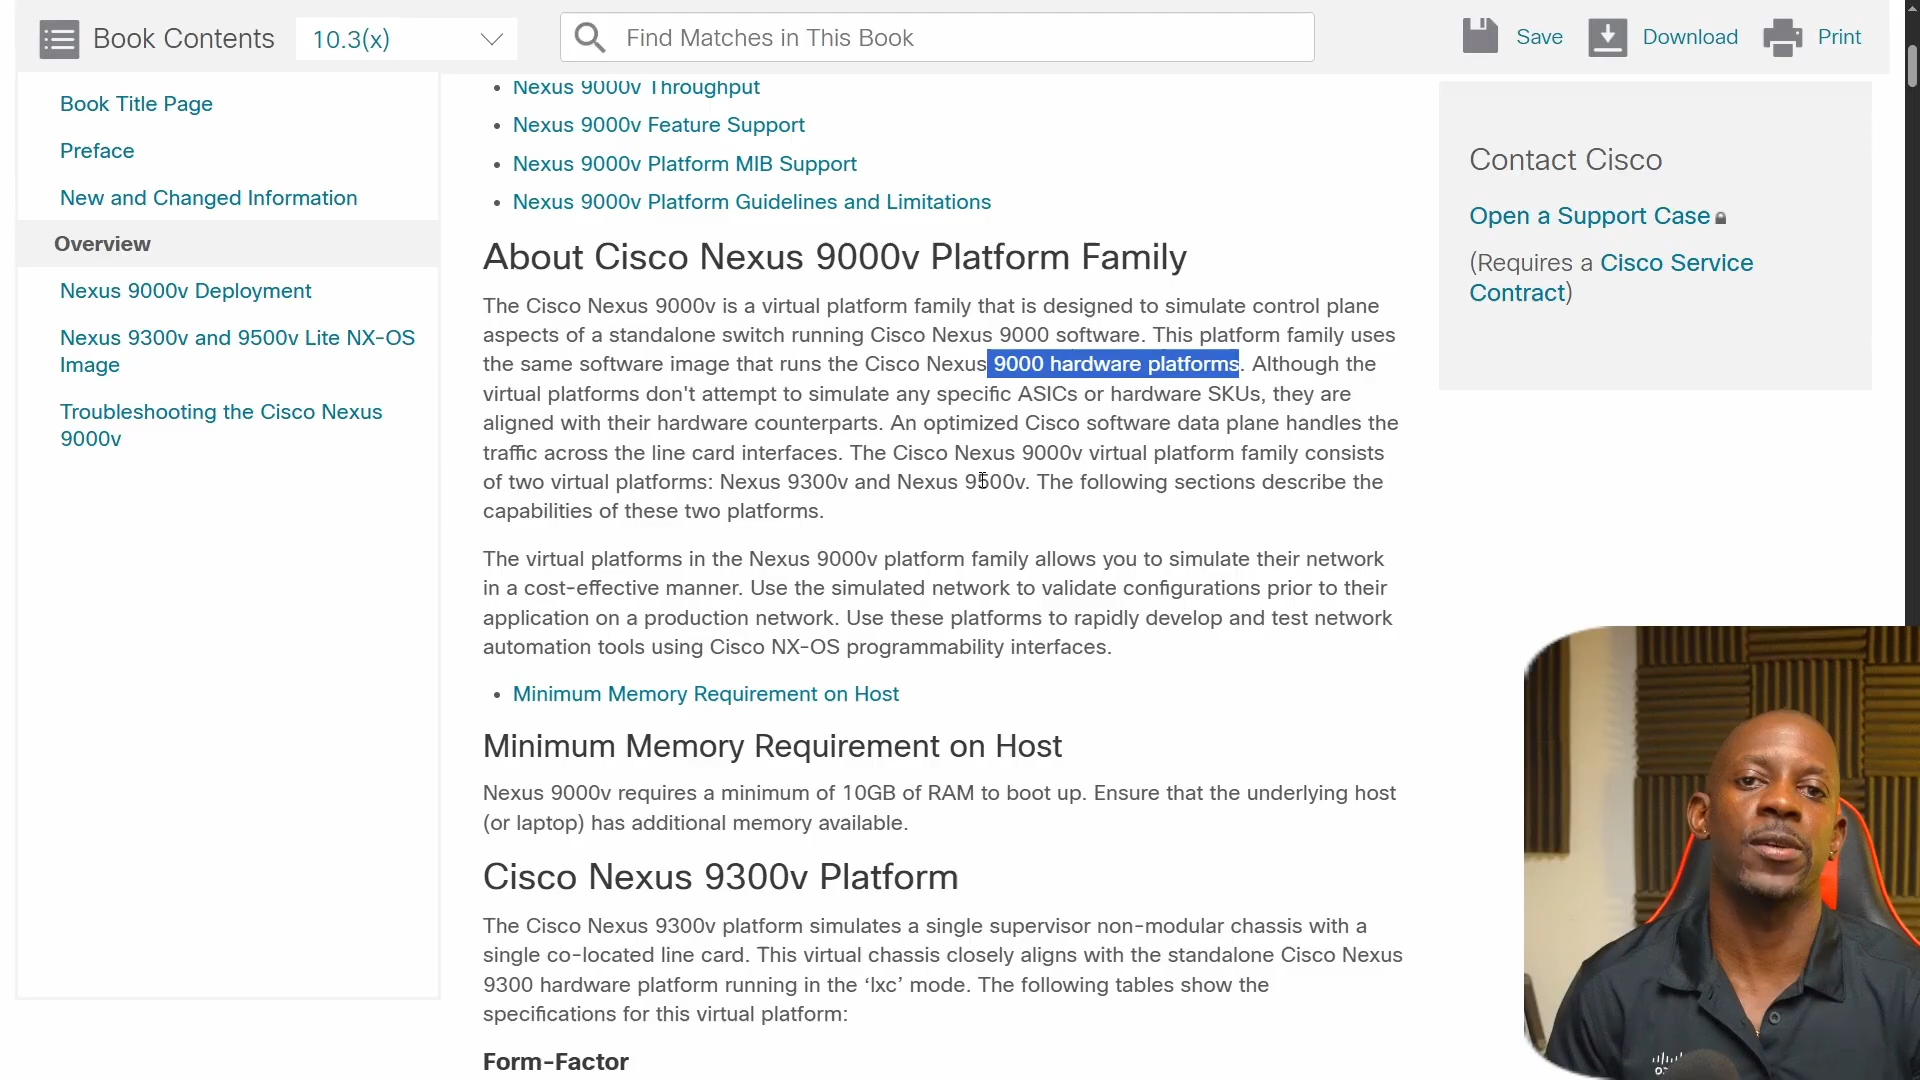 Book Contents
10.3(x)
Find Matches in This Book
Save
Download
Print
Book Title Page
Preface
New and Changed Information
Overview
Nexus 9000v Deployment
Nexus 9300v and 9500v Lite NX-OS
Image
Troubleshooting the Cisco Nexus
9000v
• Nexus 9000v Throughput
• Nexus 9000v Feature Support
• Nexus 9000v Platform MIB Support
• Nexus 9000v Platform Guidelines and Limitations
About Cisco Nexus 9000v Platform Family
The Cisco Nexus 9000v is a virtual platform family that is designed to simulate control plane
aspects of a standalone switch running Cisco Nexus 9000 software. This platform family uses
the same software image that runs the Cisco Nexus 9000 hardware platforms. Although the
virtual platforms don't attempt to simulate any specific ASICs or hardware SKUs, they are
aligned with their hardware counterparts. An optimized Cisco software data plane handles the
traffic across the line card interfaces. The Cisco Nexus 9000v virtual platform family consists
of two virtual platforms: Nexus 9300v and Nexus 9500v. The following sections describe the
capabilities of these two platforms.
The virtual platforms in the Nexus 9000v platform family allows you to simulate their network
in a cost-effective manner. Use the simulated network to validate configurations prior to their
application on a production network. Use these platforms to rapidly develop and test network
automation tools using Cisco NX-OS programmability interfaces.
• Minimum Memory Requirement on Host
Minimum Memory Requirement on Host
Nexus 9000v requires a minimum of 10GB of RAM to boot up. Ensure that the underlying host
(or laptop) has additional memory available.
Cisco Nexus 9300v Platform
The Cisco Nexus 9300v platform simulates a single supervisor non-modular chassis with a
single co-located line card. This virtual chassis closely aligns with the standalone Cisco Nexus
9300 hardware platform running in the ‘lxc’ mode. The following tables show the
specifications for this virtual platform:
Form-Factor
Contact Cisco
Open a Support Case
(Requires a Cisco Service
Contract)